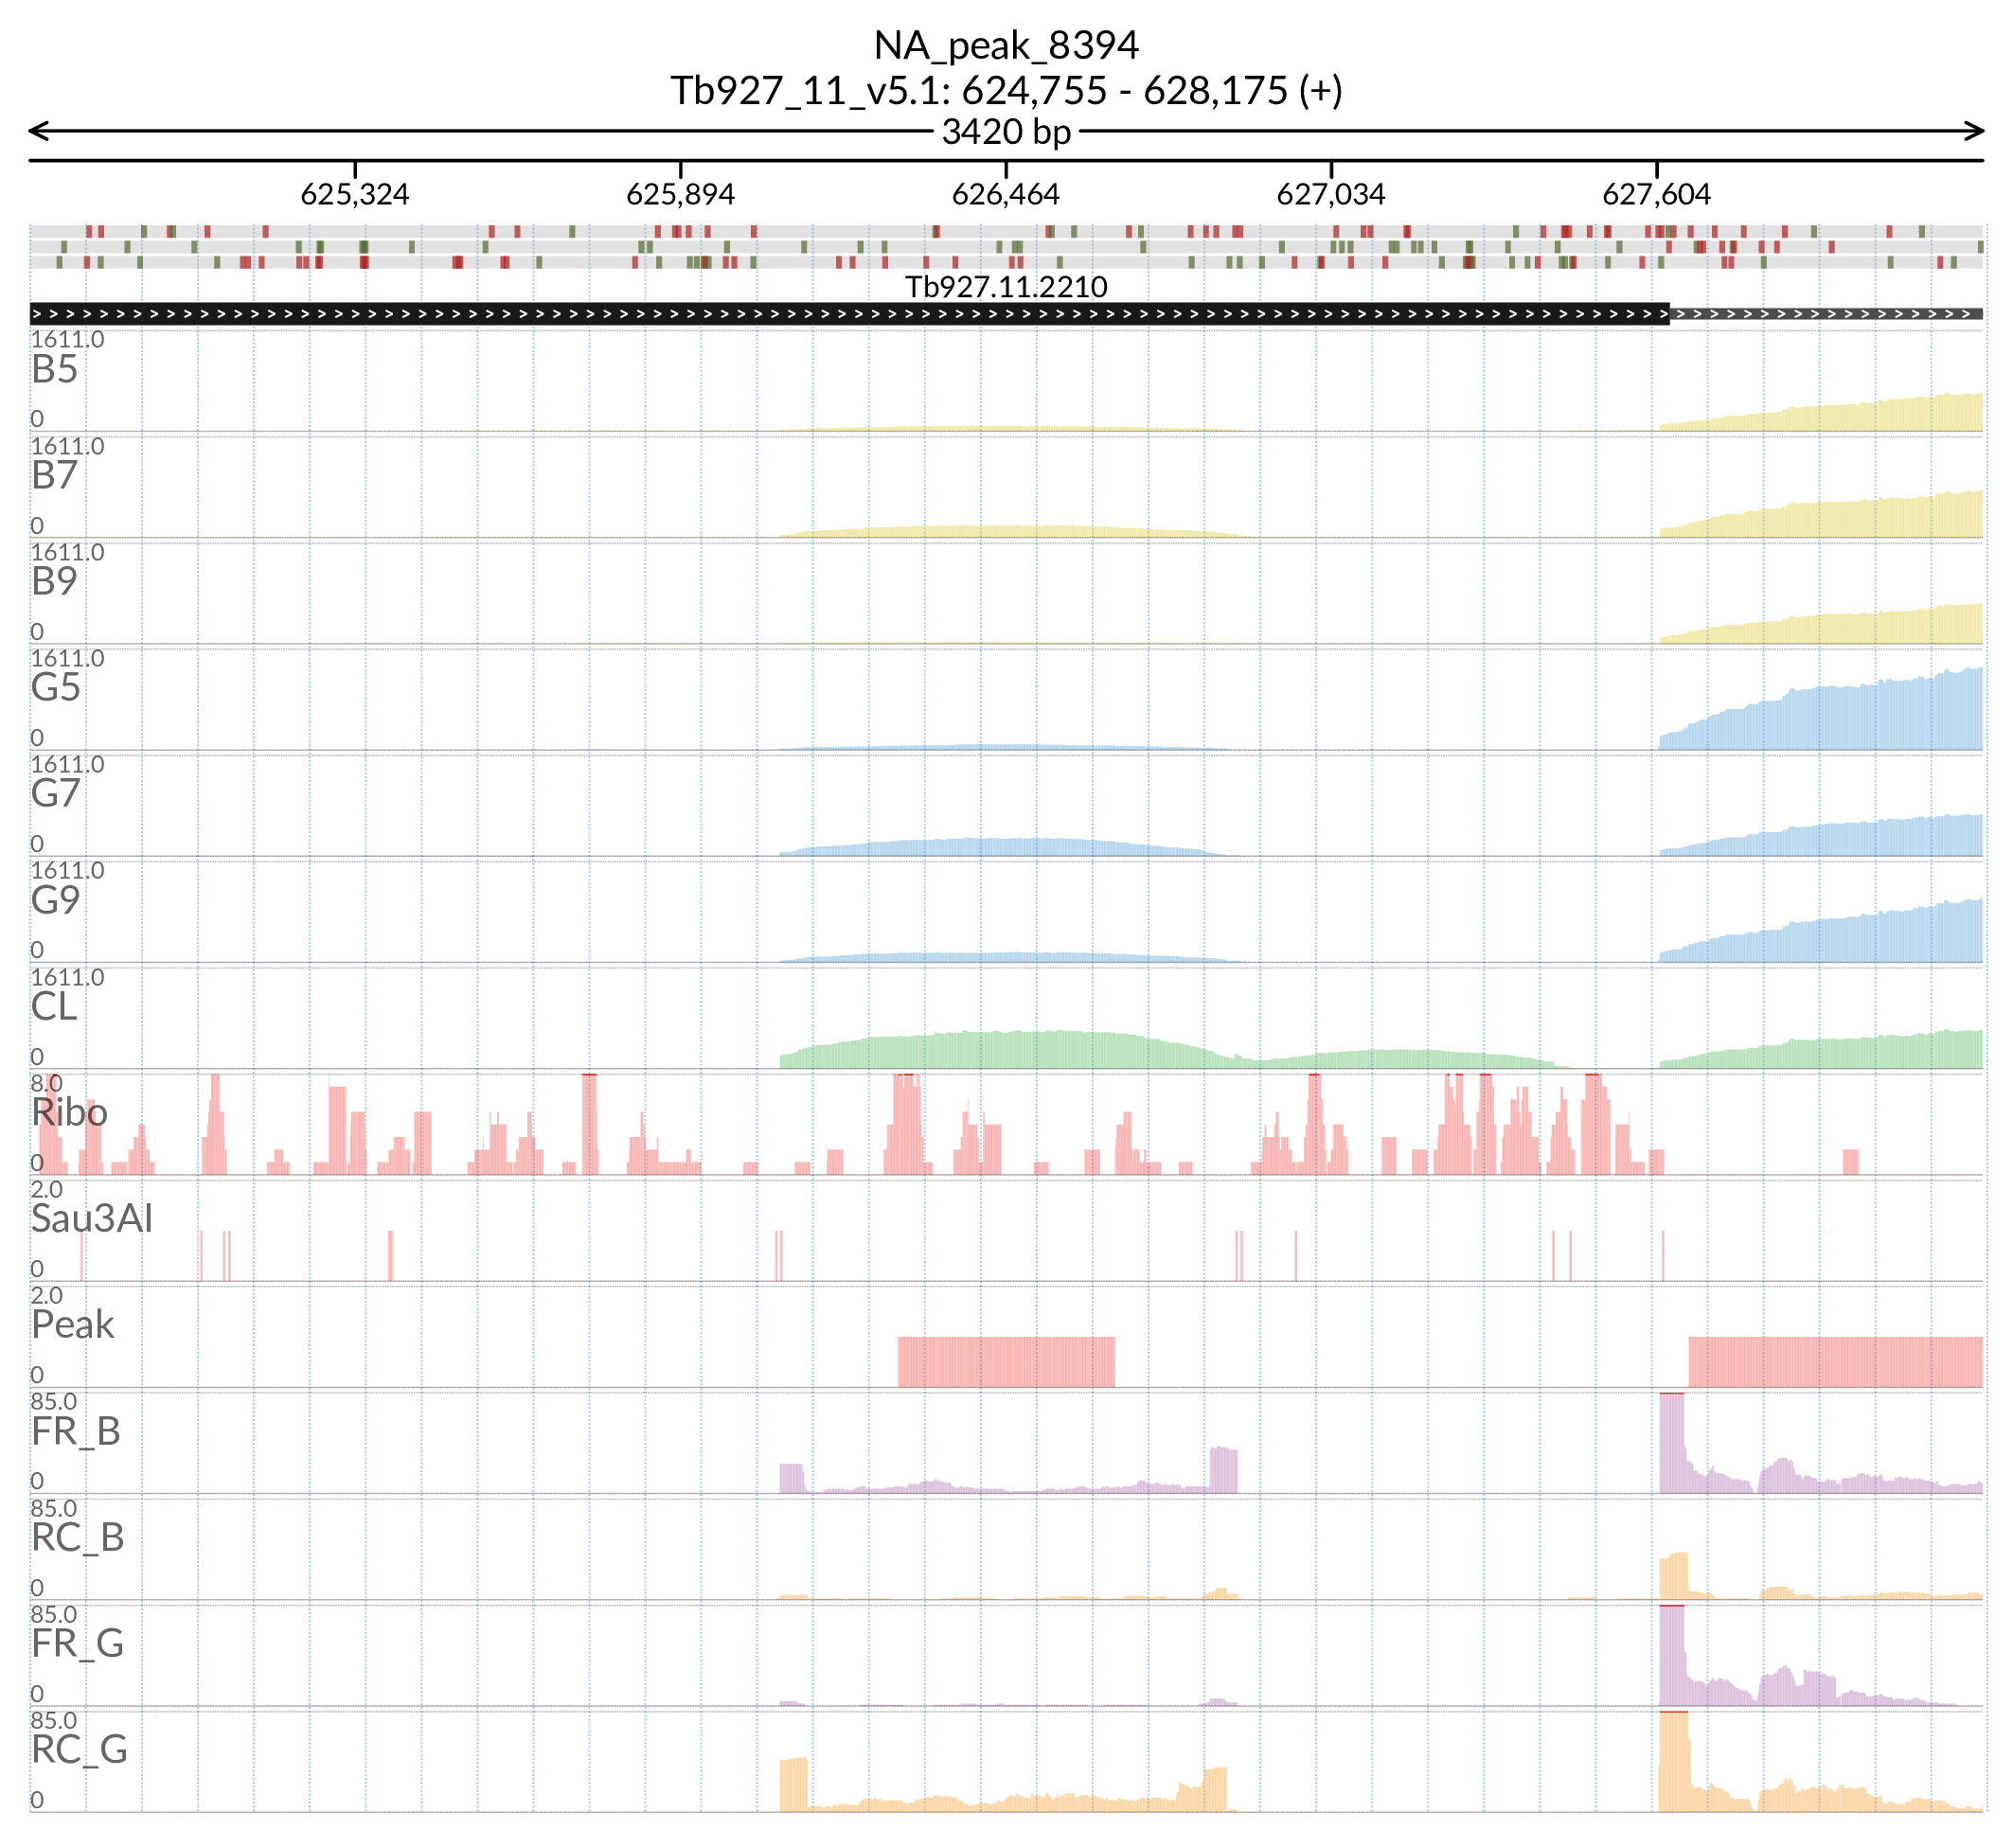 NA_peak_8394
Tb927_11_v5.1: 624,755 - 628,175 (+)
3420 bp
625,324 625,894 626,464 627,034 627,604
Tb927.11.2210
1611.0
B5
0
1611.0
B7
0
1611.0
B9
0
1611.0
G5
0
1611.0
G7
0
1611.0
G9
0
1611.0
CL
0
8.0
Ribo
0
2.0
Sau3AI
0
2.0
Peak
0
85.0
FR_B
0
85.0
RC_B
0
85.0
FR_G
0
85.0
RC_G
0